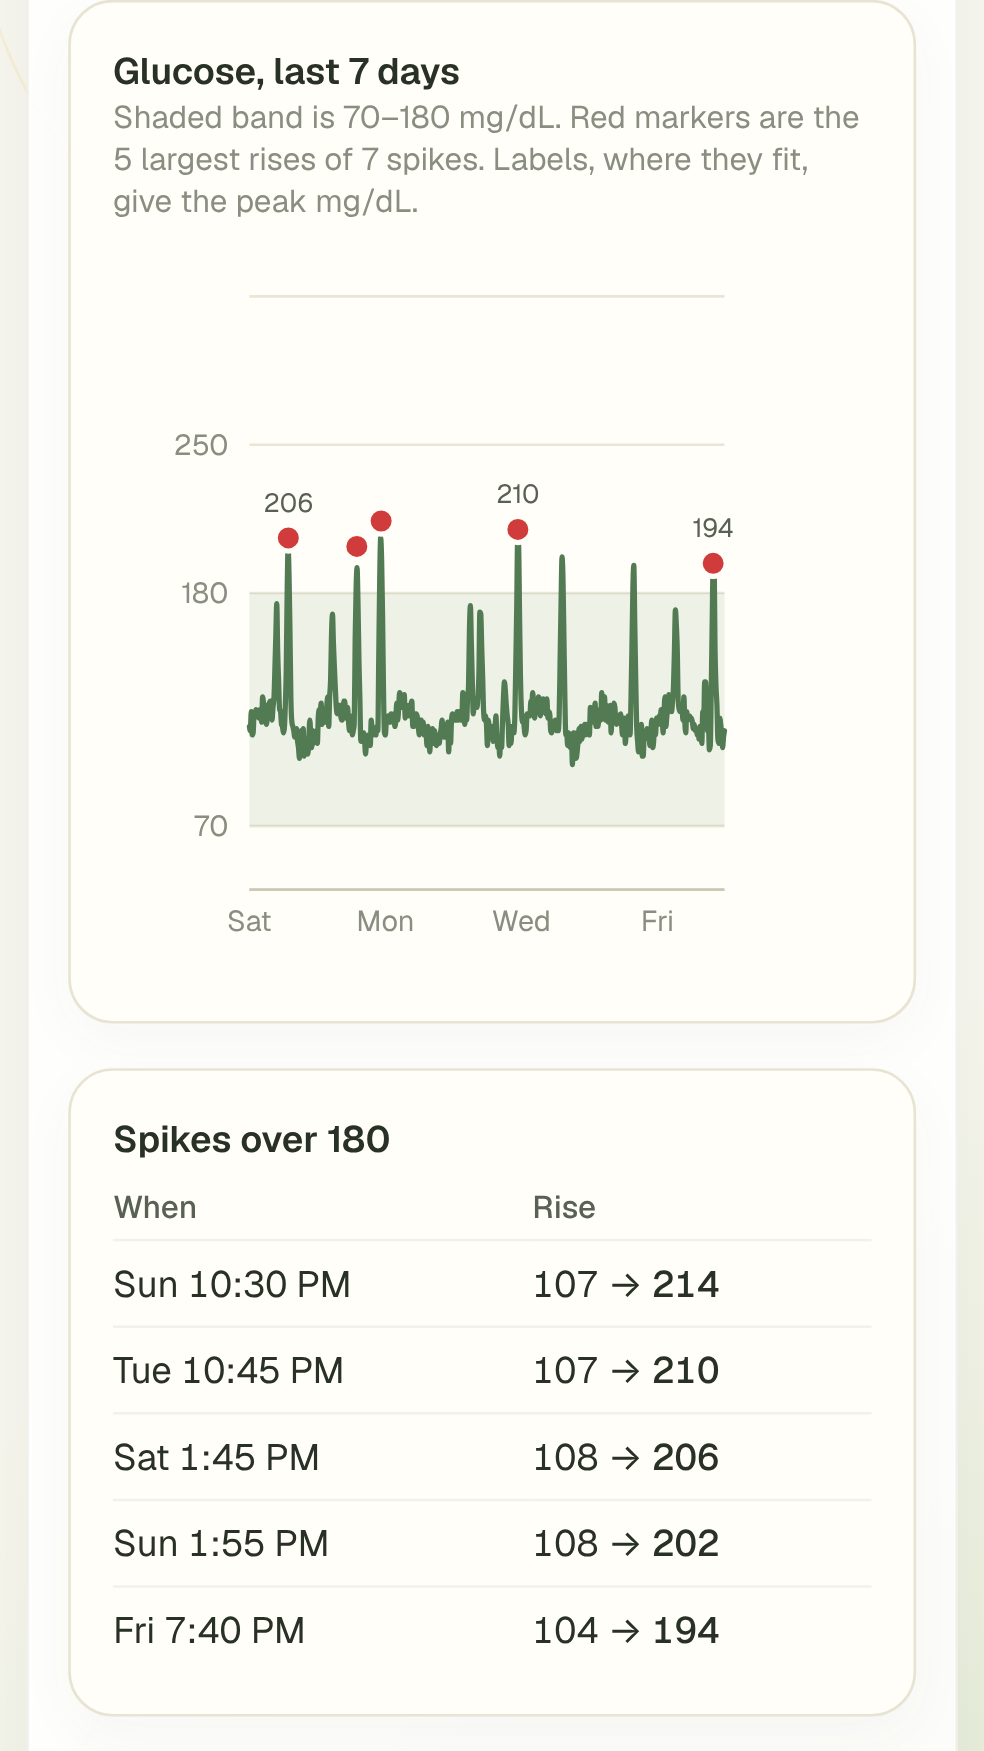 Glucose, last 7 days
Shaded band is 70–180 mg/dL. Red markers are the
5 largest rises of 7 spikes. Labels, where they fit,
give the peak mg/dL.
250
206
210
194
180
70
Sat Mon Wed Fri
Spikes over 180
When Rise
Sun 10:30 PM 107 → 214
Tue 10:45 PM 107 → 210
Sat 1:45 PM 108 → 206
Sun 1:55 PM 108 → 202
Fri 7:40 PM 104 → 194